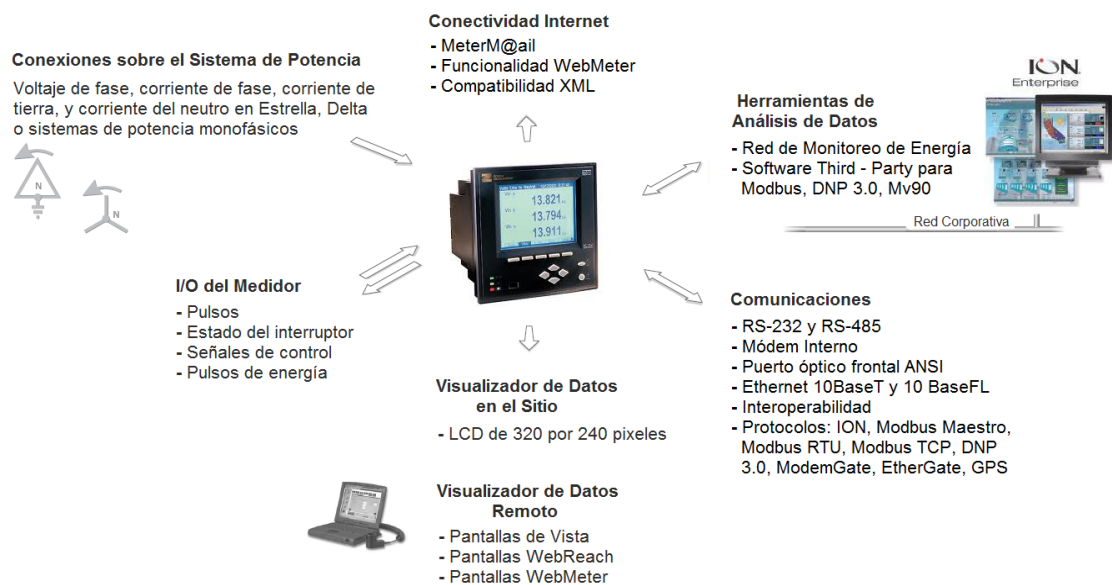 Conectividad Internet
- MeterM@ail
- Funcionalidad WebMeter
- Compatibilidad XML
Conexiones sobre el Sistema de Potencia
Voltaje de fase, corriente de fase, corriente de
tierra, y corriente del neutro en Estrella, Delta
o sistemas de potencia monofásicos
N
N
ION
Enterprise
Herramientas de
Análisis de Datos
- Red de Monitoreo de Energía
- Software Third - Party para
Modbus, DNP 3.0, Mv90
Red Corporativa
13.821
13.794
13.911
I/O del Medidor
- Pulsos
- Estado del interruptor
- Señales de control
- Pulsos de energía
Comunicaciones
- RS-232 y RS-485
- Módem Interno
- Puerto óptico frontal ANSI
- Ethernet 10BaseT y 10 BaseFL
- Interoperabilidad
- Protocolos: ION, Modbus Maestro,
Modbus RTU, Modbus TCP, DNP
3.0, ModemGate, EtherGate, GPS
Visualizador de Datos
en el Sitio
- LCD de 320 por 240 pixeles
Visualizador de Datos
Remoto
- Pantallas de Vista
- Pantallas WebReach
- Pantallas WebMeter